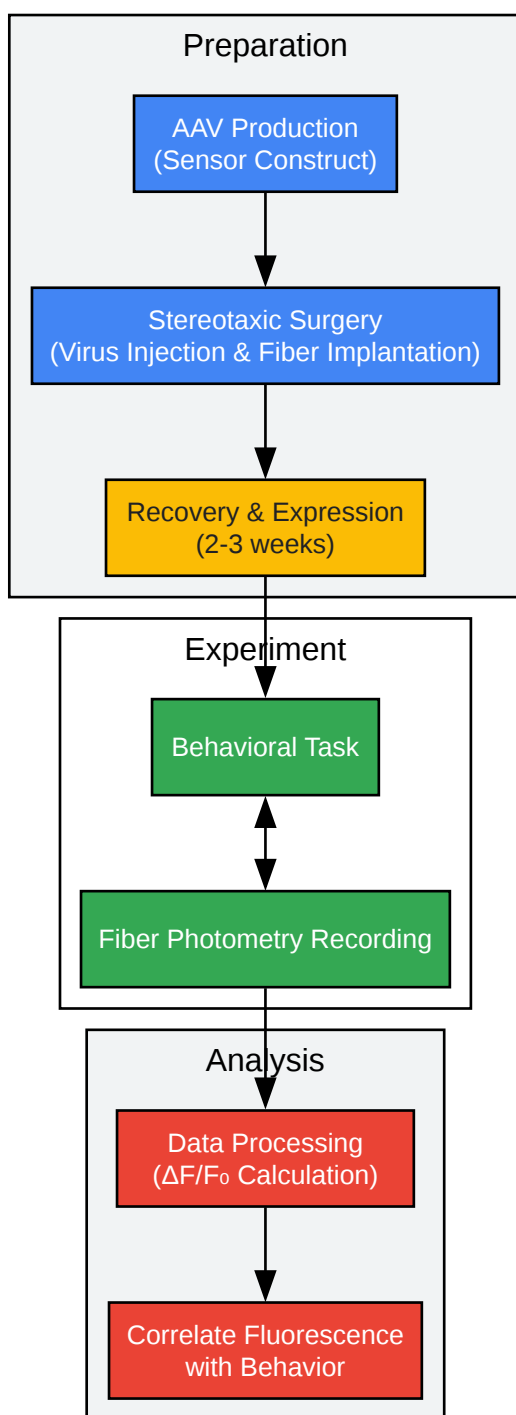 Preparation
AAV Production
(Sensor Construct)
Stereotaxic Surgery
(Virus Injection & Fiber Implantation)
Recovery & Expression
(2-3 weeks)
Experiment
Behavioral Task
Fiber Photometry Recording
Analysis
Data Processing
(ΔF/F₀ Calculation)
Correlate Fluorescence
with Behavior